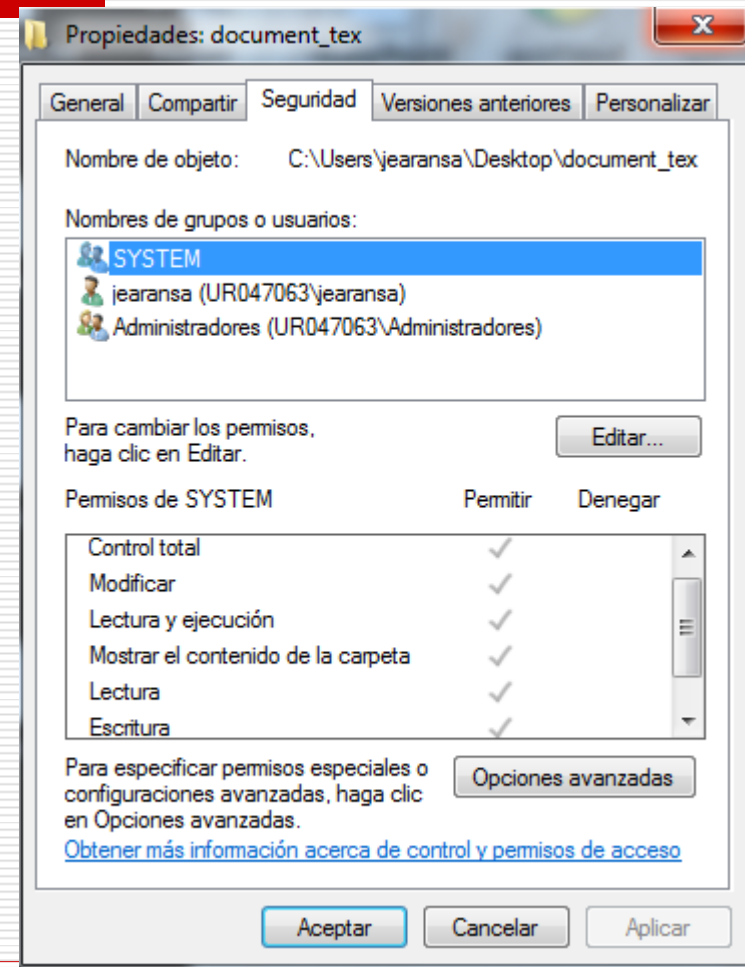 Propiedades: document_tex
x
General Compartir Seguridad Versiones anteriores Personalizar
Nombre de objeto: C:\Users\jearansa\Desktop\document_tex
Nombres de grupos o usuarios:
SYSTEM
jearansa (UR047063\jearansa)
Administradores (UR047063\Administradores)
Para cambiar los permisos,
haga clic en Editar.
Editar...
Permisos de SYSTEM Permitir Denegar
Control total
Modificar
Lectura y ejecución
Mostrar el contenido de la carpeta
Lectura
Escritura
Para especificar permisos especiales o
configuraciones avanzadas, haga clic
en Opciones avanzadas.
Opciones avanzadas
Obtener más información acerca de control y permisos de acceso
Aceptar Cancelar Aplicar